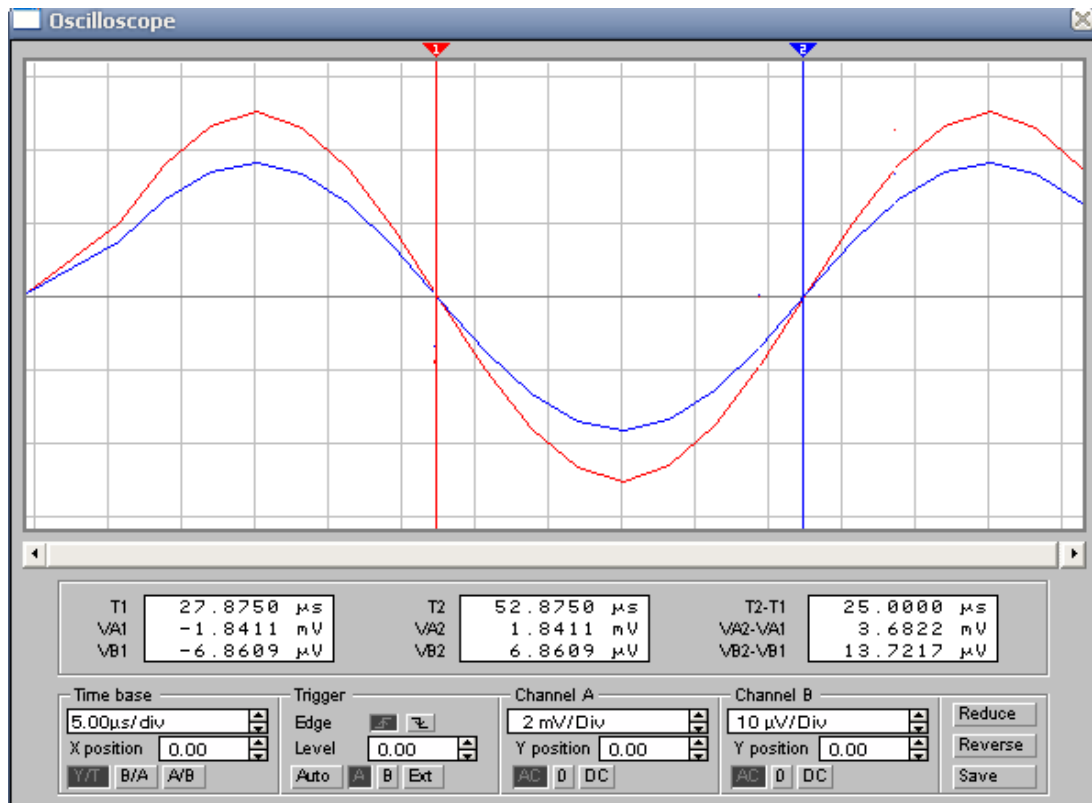 Oscilloscope
1 2
T1 27.8750 µs T2 52.8750 µs T2-T1 25.0000 µs
VA1 -1.8411 mV VA2 1.8411 mV VA2-VA1 3.6822 mV
VB1 -6.8609 µV VB2 6.8609 µV VB2-VB1 13.7217 µV
Time base Trigger Channel A Channel B
5.00µs/div Edge 2 mV/Div 10 µV/Div Reduce
X position 0.00 Level 0.00 Y position 0.00 Y position 0.00 Reverse
Y/T B/A A/B Auto A B Ext AC 0 DC AC 0 DC Save